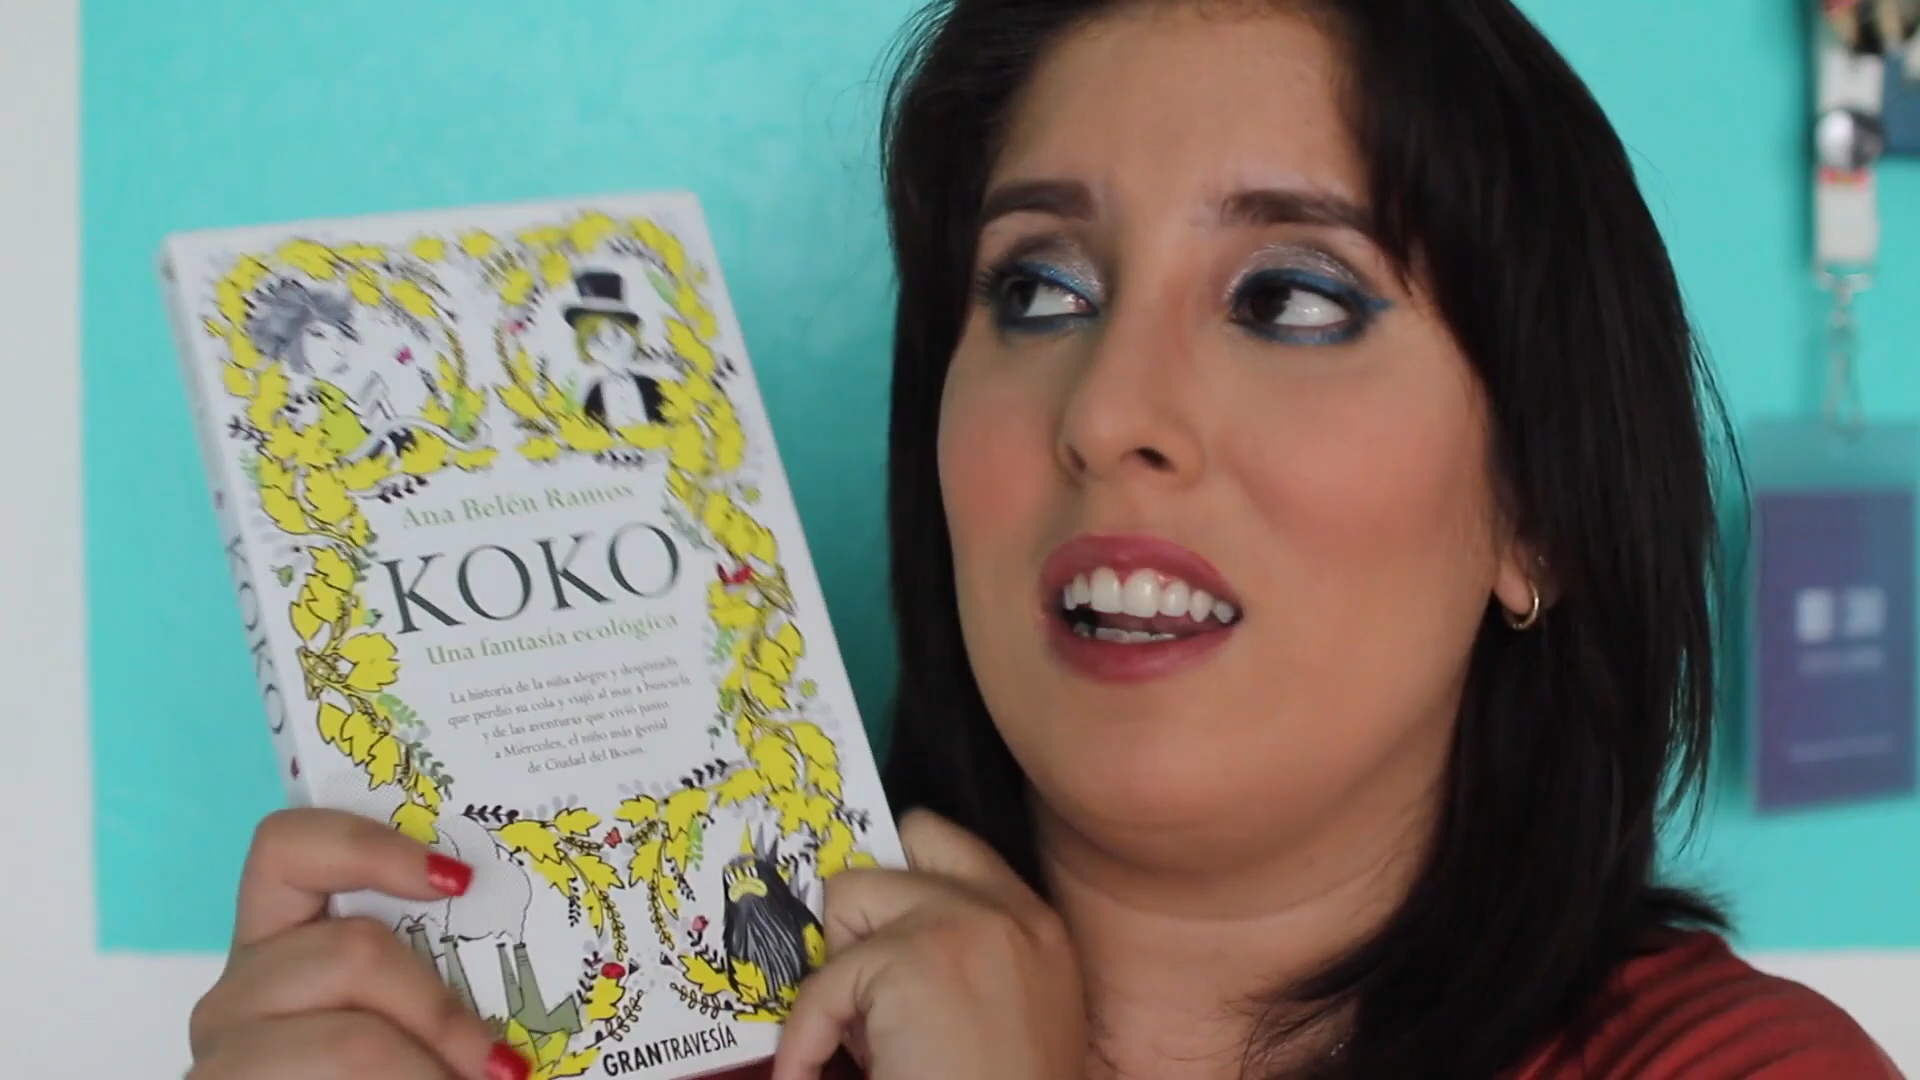 Ana Belén Ramos
KOKO
Una fantasía ecológica
La historia de la niña alegre y despistada
que perdió su cola y viajó al mar a buscarla
y de las aventuras que vivió junto
a Miércoles, el niño más genial
de Ciudad del Boom.
GRANTRAVESÍA
KOKO